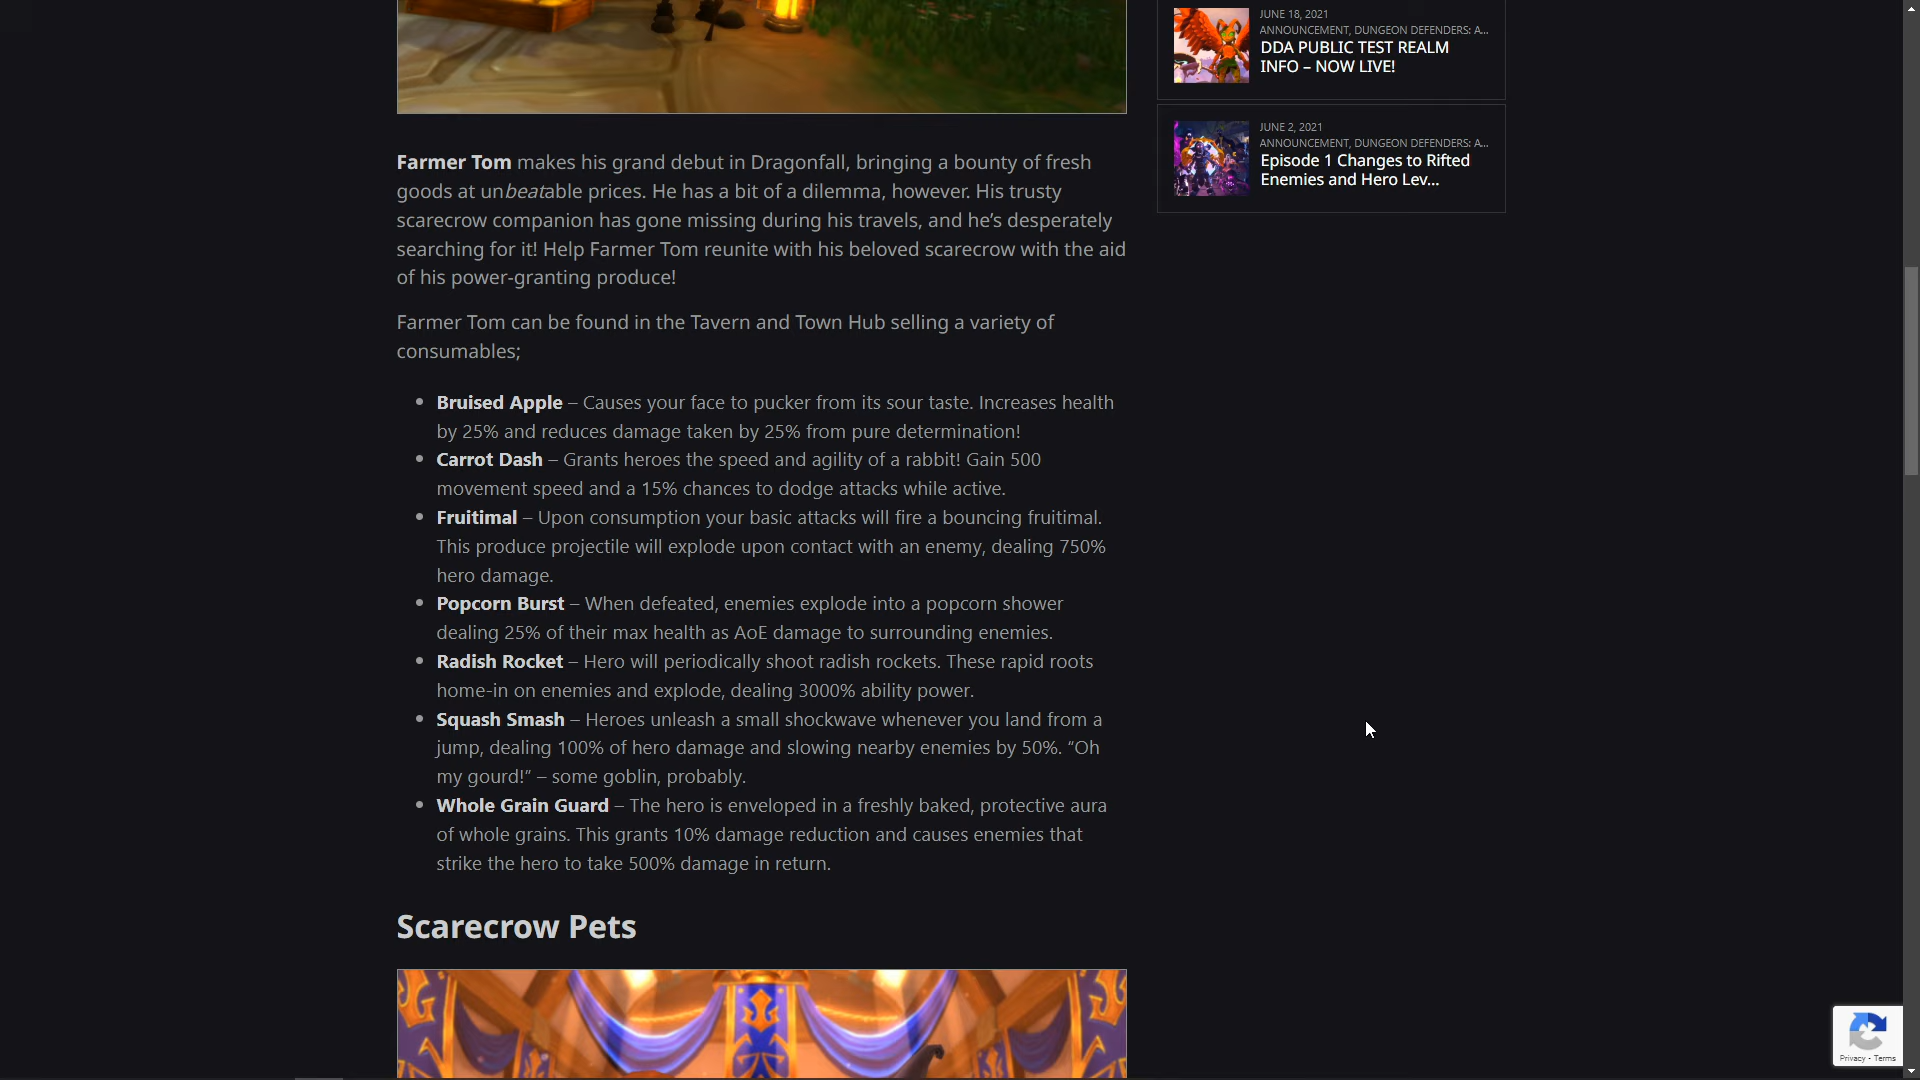 JUNE 18, 2021
ANNOUNCEMENT, DUNGEON DEFENDERS: A...
DDA PUBLIC TEST REALM
INFO – NOW LIVE!
JUNE 2, 2021
ANNOUNCEMENT, DUNGEON DEFENDERS: A...
Episode 1 Changes to Rifted
Enemies and Hero Lev...
Farmer Tom makes his grand debut in Dragonfall, bringing a bounty of fresh
goods at unbeatable prices. He has a bit of a dilemma, however. His trusty
scarecrow companion has gone missing during his travels, and he’s desperately
searching for it! Help Farmer Tom reunite with his beloved scarecrow with the aid
of his power-granting produce!
Farmer Tom can be found in the Tavern and Town Hub selling a variety of
consumables;
Bruised Apple – Causes your face to pucker from its sour taste. Increases health
by 25% and reduces damage taken by 25% from pure determination!
Carrot Dash – Grants heroes the speed and agility of a rabbit! Gain 500
movement speed and a 15% chances to dodge attacks while active.
Fruitimal – Upon consumption your basic attacks will fire a bouncing fruitimal.
This produce projectile will explode upon contact with an enemy, dealing 750%
hero damage.
Popcorn Burst – When defeated, enemies explode into a popcorn shower
dealing 25% of their max health as AoE damage to surrounding enemies.
Radish Rocket – Hero will periodically shoot radish rockets. These rapid roots
home-in on enemies and explode, dealing 3000% ability power.
Squash Smash – Heroes unleash a small shockwave whenever you land from a
jump, dealing 100% of hero damage and slowing nearby enemies by 50%. “Oh
my gourd!” – some goblin, probably.
Whole Grain Guard – The hero is enveloped in a freshly baked, protective aura
of whole grains. This grants 10% damage reduction and causes enemies that
strike the hero to take 500% damage in return.
Scarecrow Pets
Privacy - Terms